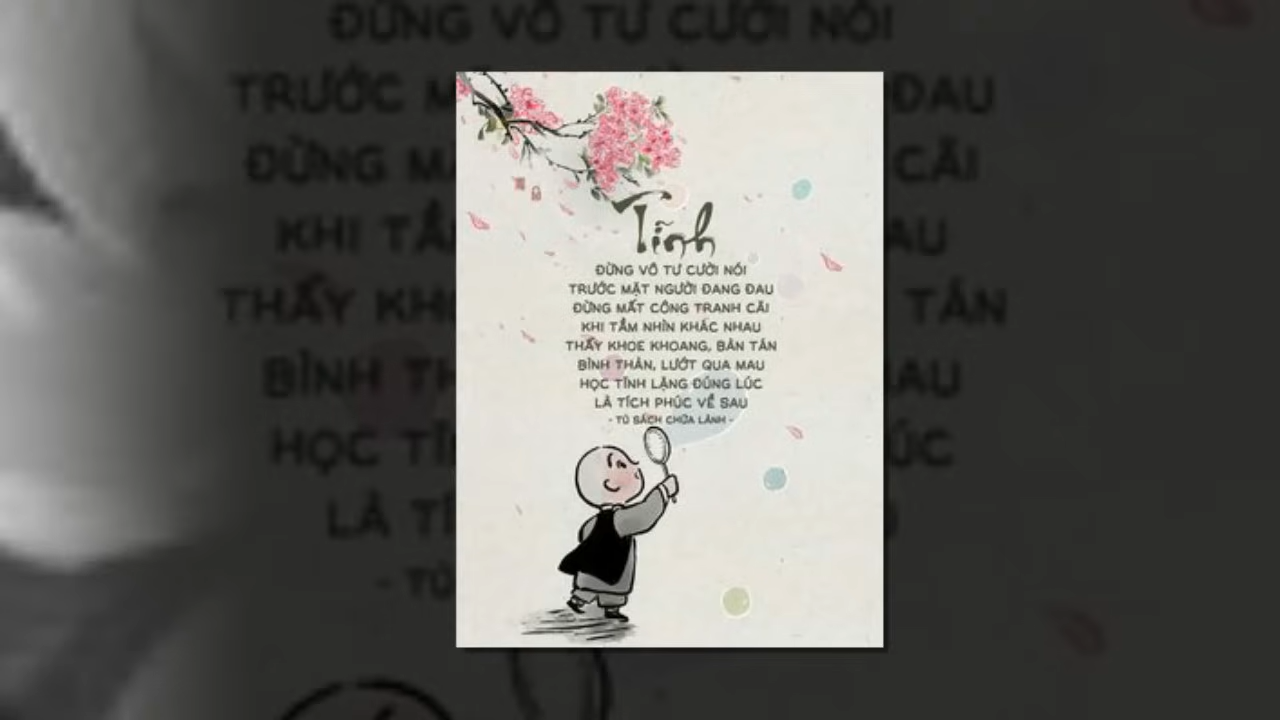 Tĩnh
ĐỪNG VÔ TƯ CƯỜI NÓI
TRƯỚC MẶT NGƯỜI ĐANG ĐAU
ĐỪNG MẤT CÔNG TRANH CÃI
KHI TẦM NHÌN KHÁC NHAU
THẤY KHOE KHOANG, BẬN TÂN
BÌNH THẢN, LƯỚT QUA MAU
HỌC TĨNH LẶNG ĐÚNG LÚC
LÀ TÍCH PHÚC VỀ SAU
- TỦ SÁCH CHỮA LÀNH -